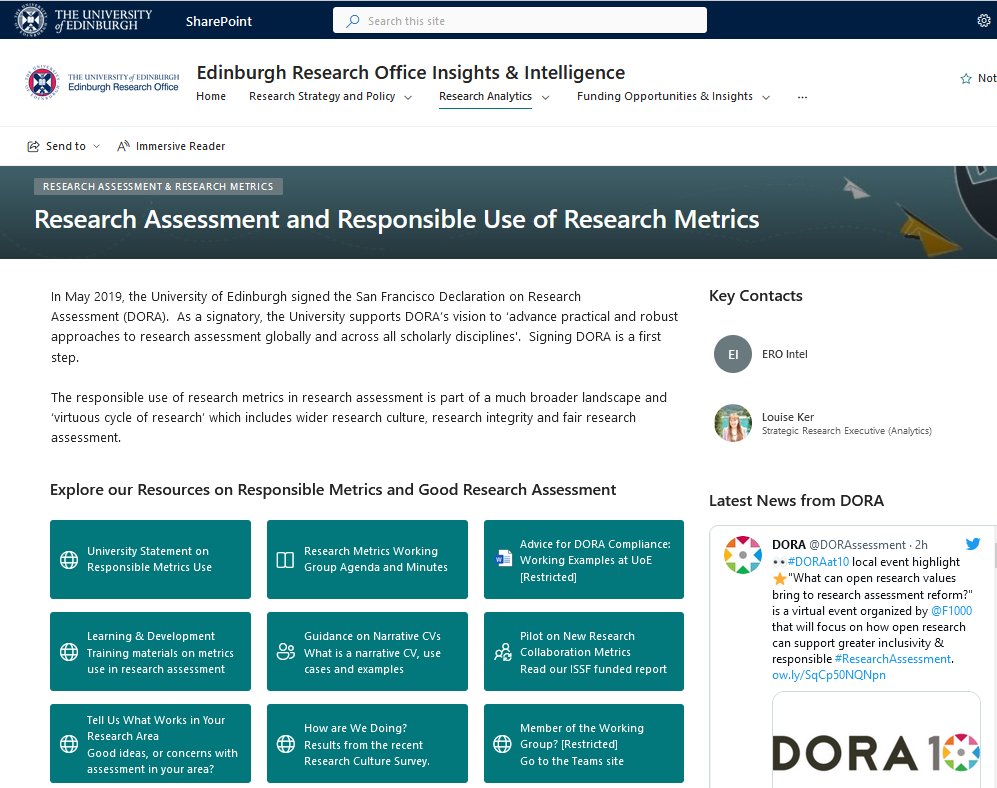 THE UNIVERSITY
of EDINBURGH
SharePoint
Search this site
THE UNIVERSITY of EDINBURGH
Edinburgh Research Office
Edinburgh Research Office Insights & Intelligence
Home
Research Strategy and Policy
Research Analytics
Funding Opportunities & Insights
...
Not
Send to
Immersive Reader
RESEARCH ASSESSMENT & RESEARCH METRICS
Research Assessment and Responsible Use of Research Metrics
In May 2019, the University of Edinburgh signed the San Francisco Declaration on Research
Assessment (DORA).  As a signatory, the University supports DORA's vision to 'advance practical and robust
approaches to research assessment globally and across all scholarly disciplines'.  Signing DORA is a first
step.
The responsible use of research metrics in research assessment is part of a much broader landscape and
'virtuous cycle of research' which includes wider research culture, research integrity and fair research
assessment.
Explore our Resources on Responsible Metrics and Good Research Assessment
University Statement on
Responsible Metrics Use
Research Metrics Working
Group Agenda and Minutes
Advice for DORA Compliance:
Working Examples at UoE
[Restricted]
Learning & Development
Training materials on metrics
use in research assessment
Guidance on Narrative CVs
What is a narrative CV, use
cases and examples
Pilot on New Research
Collaboration Metrics
Read our ISSF funded report
Tell Us What Works in Your
Research Area
Good ideas, or concerns with
assessment in your area?
How are We Doing?
Results from the recent
Research Culture Survey.
Member of the Working
Group? [Restricted]
Go to the Teams site
Key Contacts
EI
ERO Intel
Louise Ker
Strategic Research Executive (Analytics)
Latest News from DORA
DORA @DORAssessment · 2h
👀#DORAat10 local event highlight
⭐"What can open research values
bring to research assessment reform?"
is a virtual event organized by @F1000
that will focus on how open research
can support greater inclusivity &
responsible #ResearchAssessment.
ow.ly/SqCp50NQNpn
DORA 10